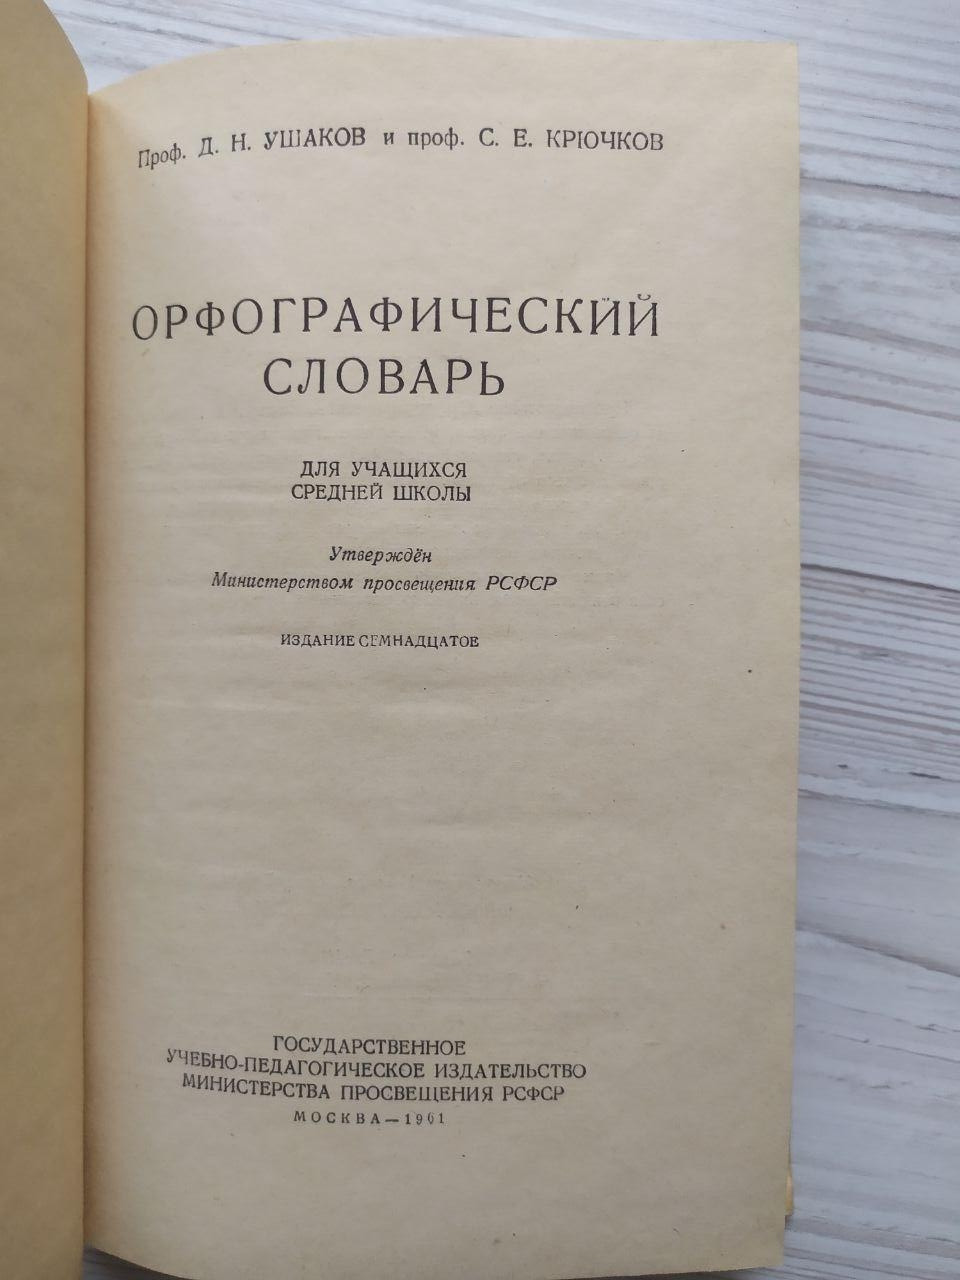 Проф. Д. Н. УШАКОВ и проф. С. Е. КРЮЧКОВ
ОРФОГРАФИЧЕСКИЙ
СЛОВАРЬ
ДЛЯ УЧАЩИХСЯ
СРЕДНЕЙ ШКОЛЫ
Утверждён
Министерством просвещения РСФСР
ИЗДАНИЕ СЕМНАДЦАТОЕ
ГОСУДАРСТВЕННОЕ
УЧЕБНО-ПЕДАГОГИЧЕСКОЕ ИЗДАТЕЛЬСТВО
МИНИСТЕРСТВА ПРОСВЕЩЕНИЯ РСФСР
МОСКВА — 1961